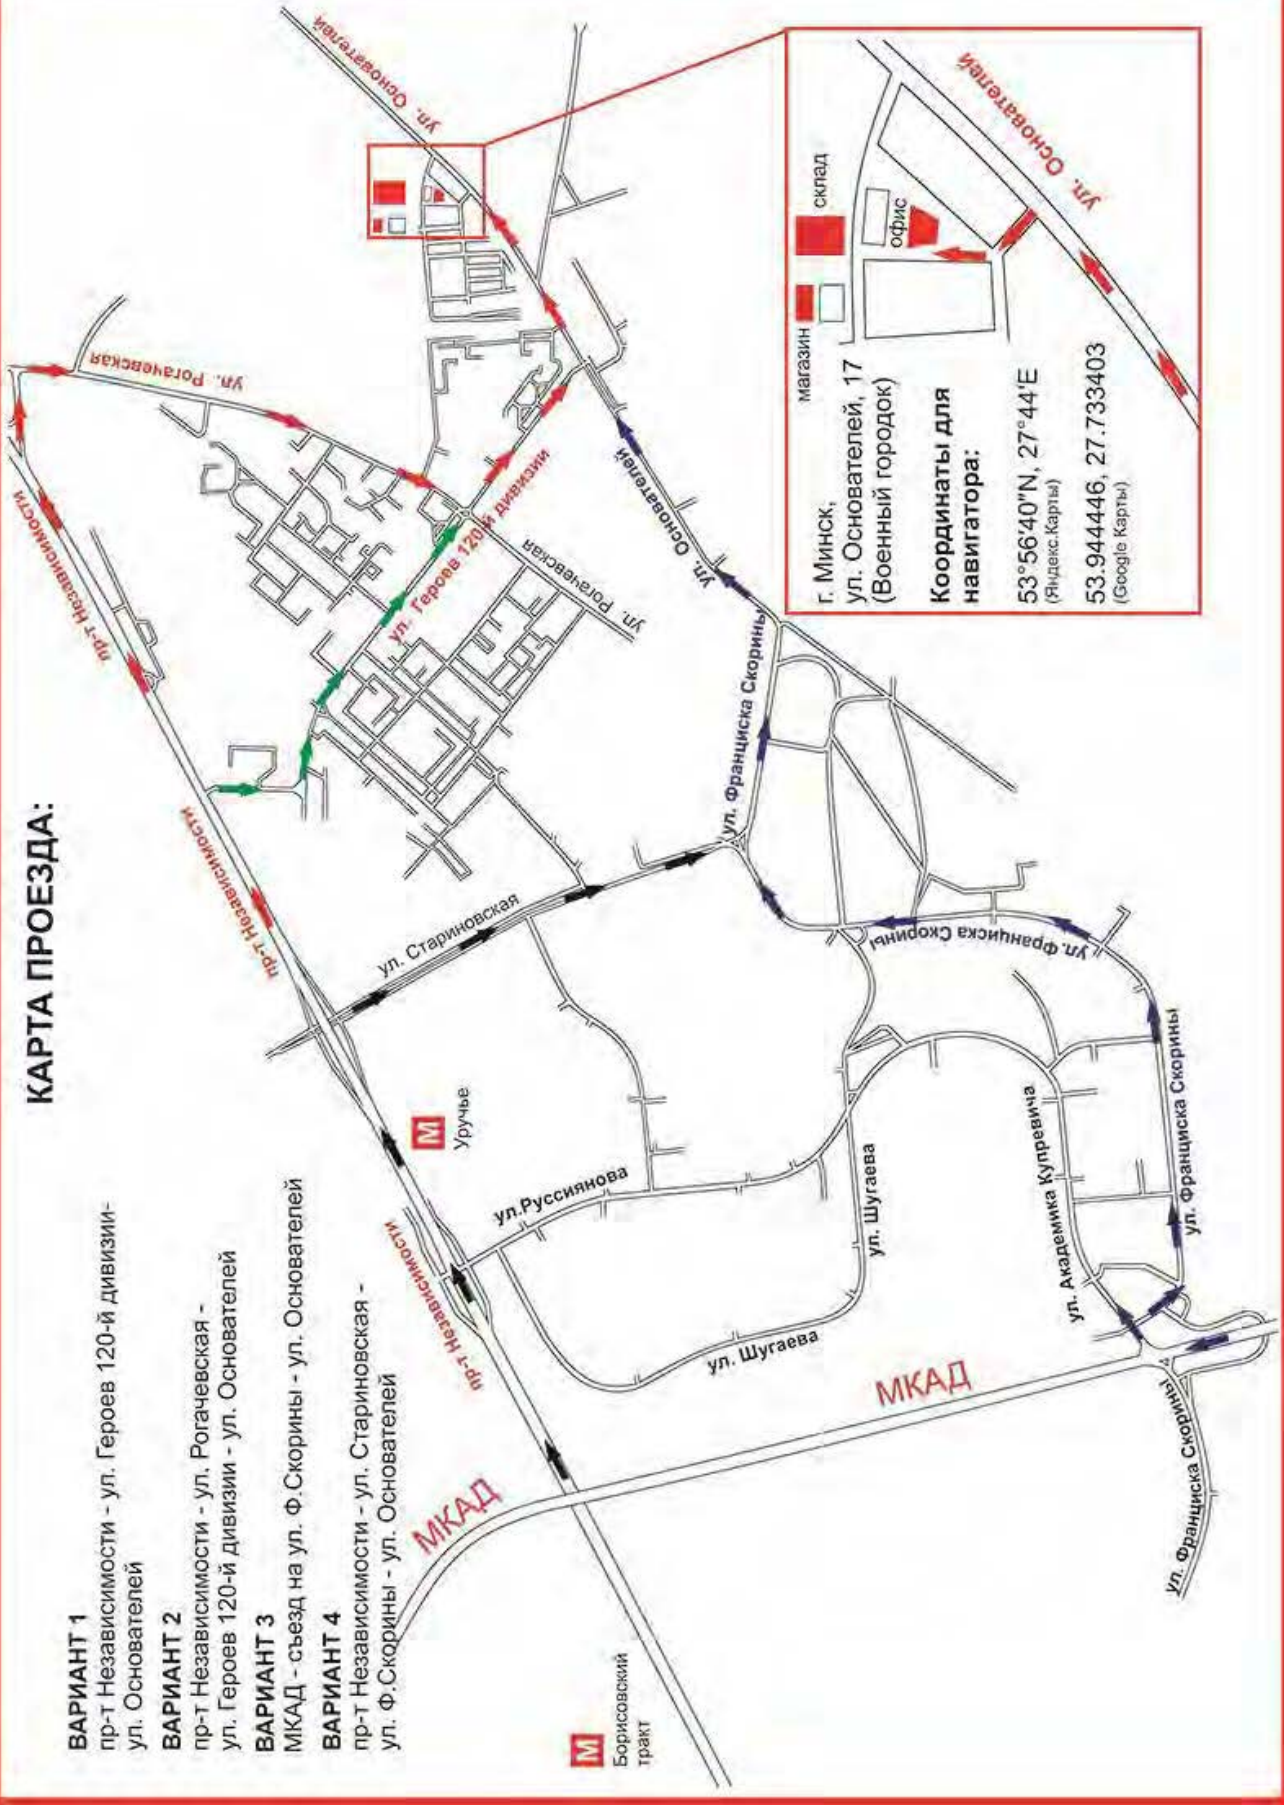 КАРТА ПРОЕЗДА:
ВАРИАНТ 1
пр-т Независимости - ул. Героев 120-й дивизии-
ул. Основателей
ВАРИАНТ 2
пр-т Независимости - ул. Рогачевская -
ул. Героев 120-й дивизии - ул. Основателей
ВАРИАНТ 3
МКАД - съезд на ул. Ф.Скорины - ул. Основателей
ВАРИАНТ 4
пр-т Независимости - ул. Стариновская -
ул. Ф.Скорины - ул. Основателей
М
Борисовский
тракт
МКАД
МКАД
пр-т Независимости
М
Уручье
пр-т Независимости
пр-т Независимости
пр-т Независимости
ул. Рогачевская
ул. Героев 120-й дивизии
ул. Рогачевская
ул. Стариновская
ул.Руссиянова
ул. Шугаева
ул. Шугаева
ул. Академика Купревича
ул. Франциска Скорины
ул. Франциска Скорины
ул. Франциска Скорины
ул. Франциска Скорины
ул. Основателей
ул. Основателей
магазин
склад
офис
ул. Основателей
г. Минск,
ул. Основателей, 17
(Военный городок)
Координаты для
навигатора:
53°56'40"N, 27°44'E
(Яндекс.Карты)
53.944446, 27.733403
(Google Карты)